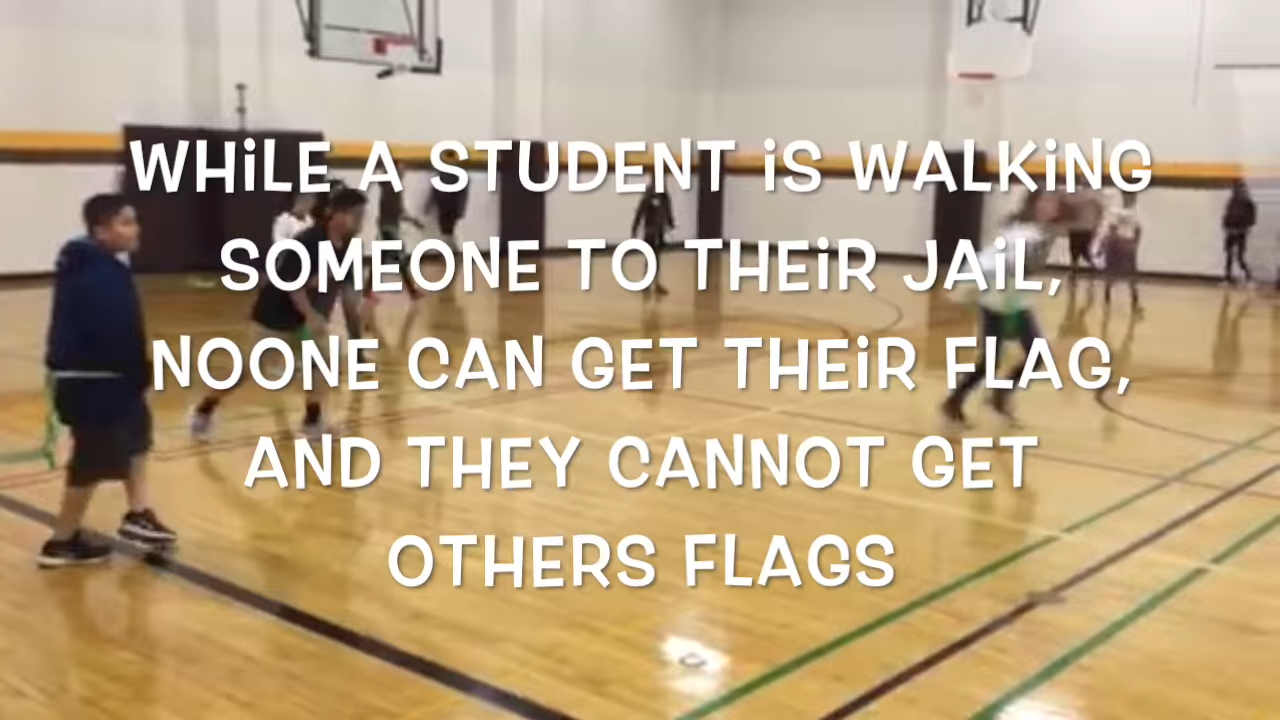 WHiLE A STUDENT iS WALKiNG
SOMEONE TO THEiR JAiL,
NOONE CAN GET THEiR FLAG,
AND THEY CANNOT GET
OTHERS FLAGS